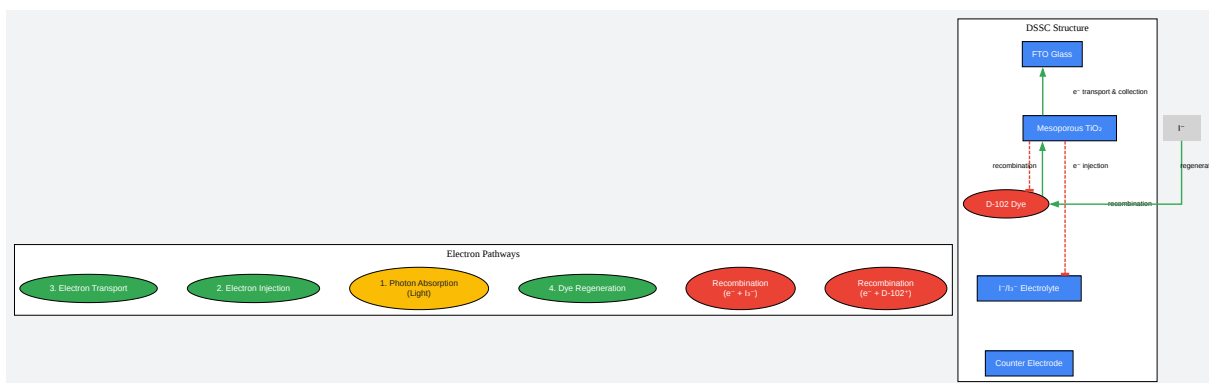 DSSC Structure
FTO Glass
e⁻ transport & collection
Mesoporous TiO₂
I⁻
recombination
e⁻ injection
regenerat
D-102 Dye
recombination
Electron Pathways
3. Electron Transport
2. Electron Injection
1. Photon Absorption
(Light)
4. Dye Regeneration
Recombination
(e⁻ + I₃⁻)
Recombination
(e⁻ + D-102⁺)
I⁻/I₃⁻ Electrolyte
Counter Electrode